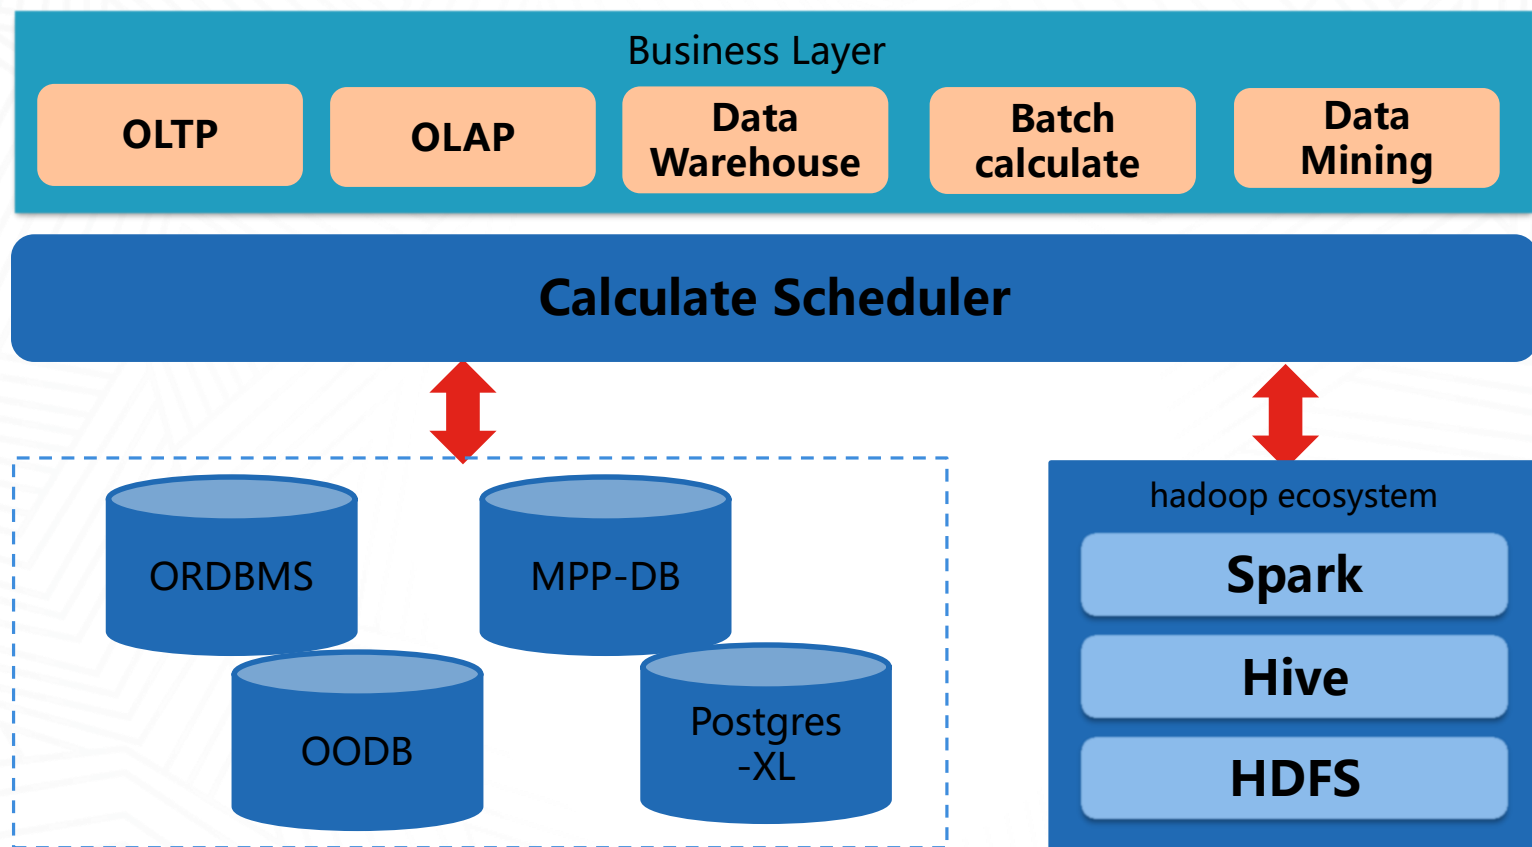 Business Layer
OLTP
OLAP
Data
Warehouse
Batch
calculate
Data
Mining
Calculate Scheduler
ORDBMS
MPP-DB
OODB
Postgres
-XL
hadoop ecosystem
Spark
Hive
HDFS